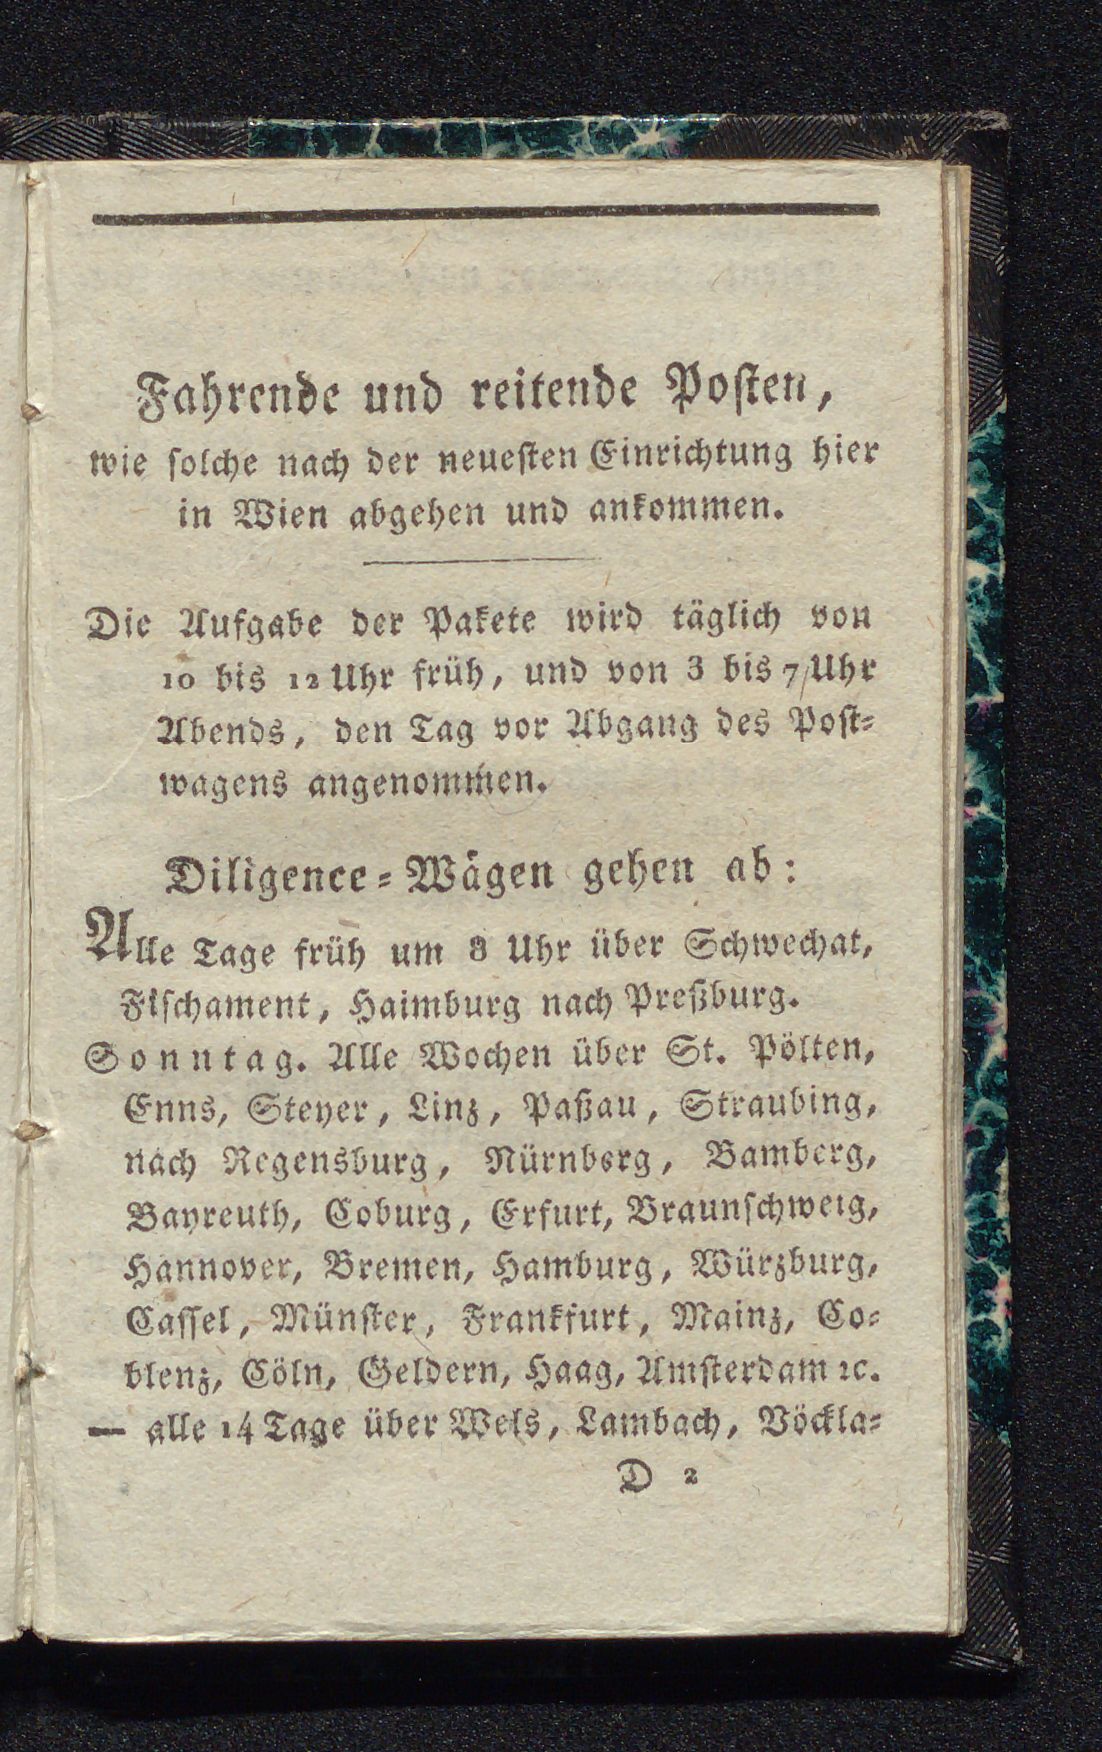 Fahrende und reitende Posten,
wie solche nach der neuesten Einrichtung hier
in Wien abgehen und ankommen.
Die Aufgabe der Pakete wird täglich von
10 bis 12 Uhr früh, und von 3 bis 7 Uhr
Abends, den Tag vor Abgang des Post=
wagens angenommen.
Diligence=Wägen gehen ab:
Alle Tage früh um 8 Uhr über Schwechat,
Fischament, Haimburg nach Preßburg.
Sonntag. Alle Wochen über St. Pölten,
Enns, Steyer, Linz, Paßau, Straubing,
nach Regensburg, Nürnberg, Bamberg,
Bayreuth, Coburg, Erfurt, Braunschweig,
Hannover, Bremen, Hamburg, Würzburg,
Cassel, Münster, Frankfurt, Mainz, Co=
blenz, Cöln, Geldern, Haag, Amsterdam ꝛc.
— alle 14 Tage über Wels, Lambach, Vöckla=
D 2